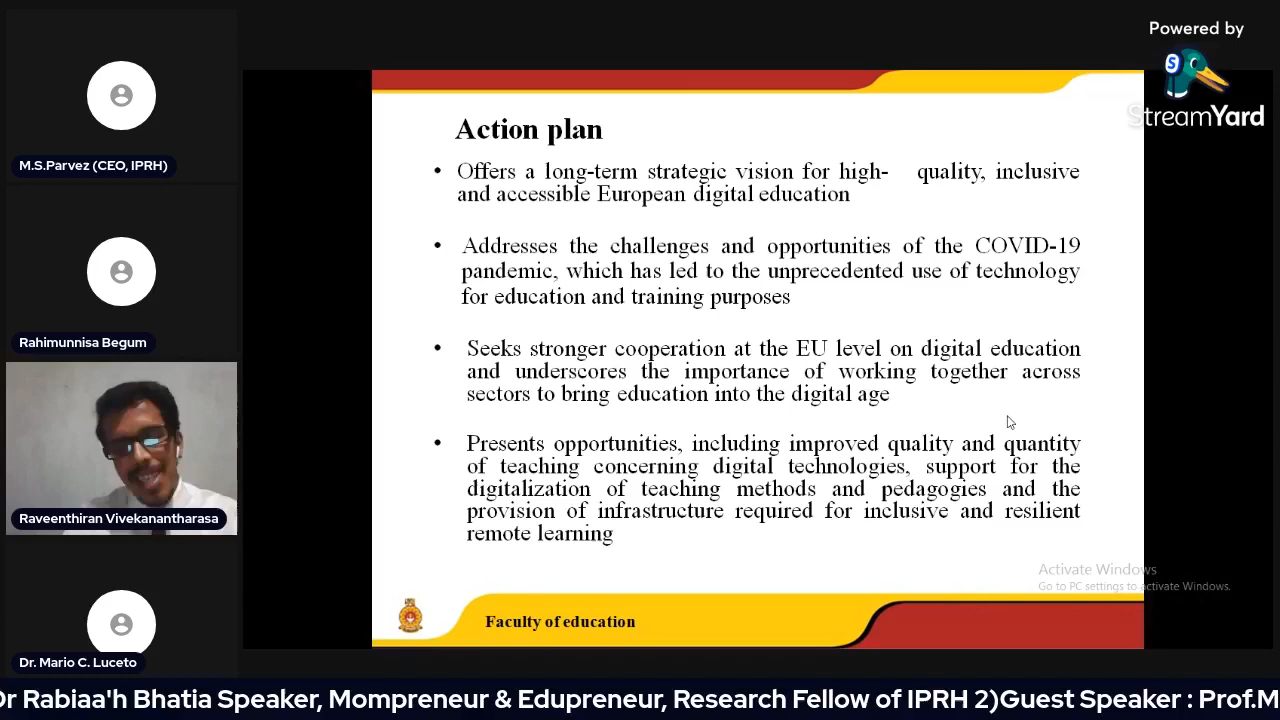 Powered by
StreamYard
M.S.Parvez (CEO, IPRH)
Rahimunnisa Begum
Raveenthiran Vivekanantharasa
Dr. Mario C. Luceto
Action plan
• Offers a long-term strategic vision for high- quality, inclusive
and accessible European digital education
• Addresses the challenges and opportunities of the COVID-19
pandemic, which has led to the unprecedented use of technology
for education and training purposes
• Seeks stronger cooperation at the EU level on digital education
and underscores the importance of working together across
sectors to bring education into the digital age
• Presents opportunities, including improved quality and quantity
of teaching concerning digital technologies, support for the
digitalization of teaching methods and pedagogies and the
provision of infrastructure required for inclusive and resilient
remote learning
Activate Windows
Go to PC settings to activate Windows.
Faculty of education
Dr Rabiaa'h Bhatia Speaker, Mompreneur & Edupreneur, Research Fellow of IPRH 2)Guest Speaker : Prof.M